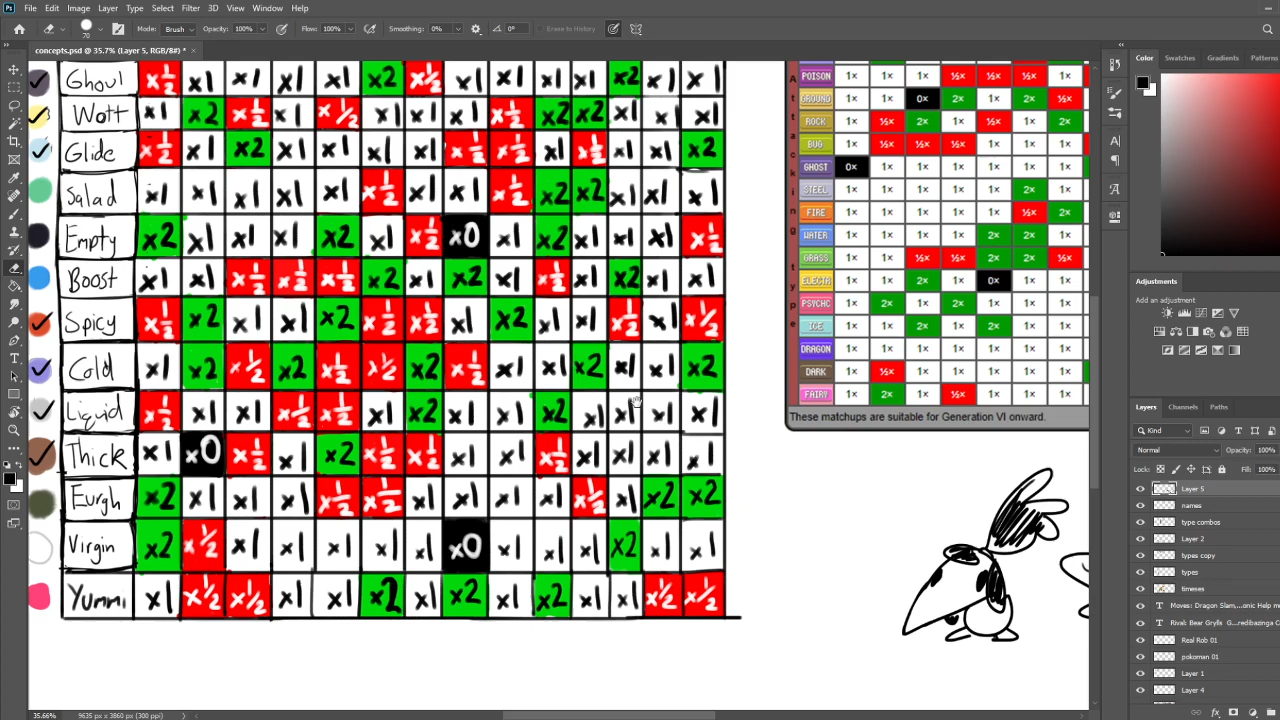 File Edit Image Layer Type Select Filter 3D View Window Help
70 Mode: Brush Opacity: 100% Flow: 100% Smoothing: 0% 0° Erase to History
concepts.psd @ 35.7% (Layer 5, RGB/8#) * ×
Ghoul x½ x1 x1 x1 x1 x2 x½ x1 x1 x1 x1 x2 x1 x1
Watt x1 x2 x½ x1 x½ x1 x1 x1 x½ x2 x2 x1 x1 x1
Glide x½ x1 x2 x1 x1 x1 x1 x½ x½ x1 x½ x1 x1 x2
Salad x1 x1 x1 x1 x1 x½ x1 x1 x½ x2 x2 x1 x1 x1
Empty x2 x1 x1 x1 x2 x1 x½ x0 x1 x2 x1 x1 x1 x½
Boost x1 x1 x½ x½ x½ x2 x1 x2 x1 x½ x1 x2 x1 x1
Spicy x½ x2 x1 x1 x2 x½ x½ x1 x2 x1 x1 x½ x1 x½
Cold x1 x2 x½ x2 x½ x½ x2 x½ x1 x1 x2 x1 x1 x2
Liquid x½ x1 x1 x½ x½ x1 x2 x1 x1 x2 x1 x1 x1 x1
Thick x1 x0 x½ x1 x2 x½ x½ x1 x1 x½ x1 x1 x1 x1
Eurgh x2 x1 x1 x1 x½ x½ x1 x1 x1 x1 x½ x1 x2 x2
Virgin x2 x½ x1 x1 x1 x1 x1 x0 x1 x1 x1 x2 x1 x1
Yummi x1 x½ x½ x1 x1 x2 x1 x2 x1 x2 x1 x1 x½ x½
Attacking type
POISON 1× 1× 1× ½× ½× ½×
GROUND 1× 1× 0× 2× 1× 2× ½×
ROCK 1× ½× 2× 1× ½× 1× 2×
BUG 1× ½× ½× ½× 1× 1× 1×
GHOST 0× 1× 1× 1× 1× 1× 1×
STEEL 1× 1× 1× 1× 1× 2× 1×
FIRE 1× 1× 1× 1× 1× ½× 2×
WATER 1× 1× 1× 1× 2× 2× 1×
GRASS 1× 1× ½× ½× 2× 2× ½×
ELECTR 1× 1× 2× 1× 0× 1× 1×
PSYCHC 1× 2× 1× 2× 1× 1× 1×
ICE 1× 1× 2× 1× 2× 1× 1×
DRAGON 1× 1× 1× 1× 1× 1× 1×
DARK 1× ½× 1× 1× 1× 1× 1×
FAIRY 1× 2× 1× ½× 1× 1× 1×
These matchups are suitable for Generation VI onward.
Color Swatches Gradients Patterns
Adjustments
Add an adjustment
Layers Channels Paths
Kind
Normal Opacity: 100%
Lock: Fill: 100%
Layer 5
names
type combos
Layer 2
types copy
types
timeses
T Moves: Dragon Slam,...onic Help m
T Rival: Bear Grylls G...redibazinga C
Real Rob 01
pokoman 01
Layer 1
Layer 4
35.66% 9635 px x 3860 px (300 ppi)